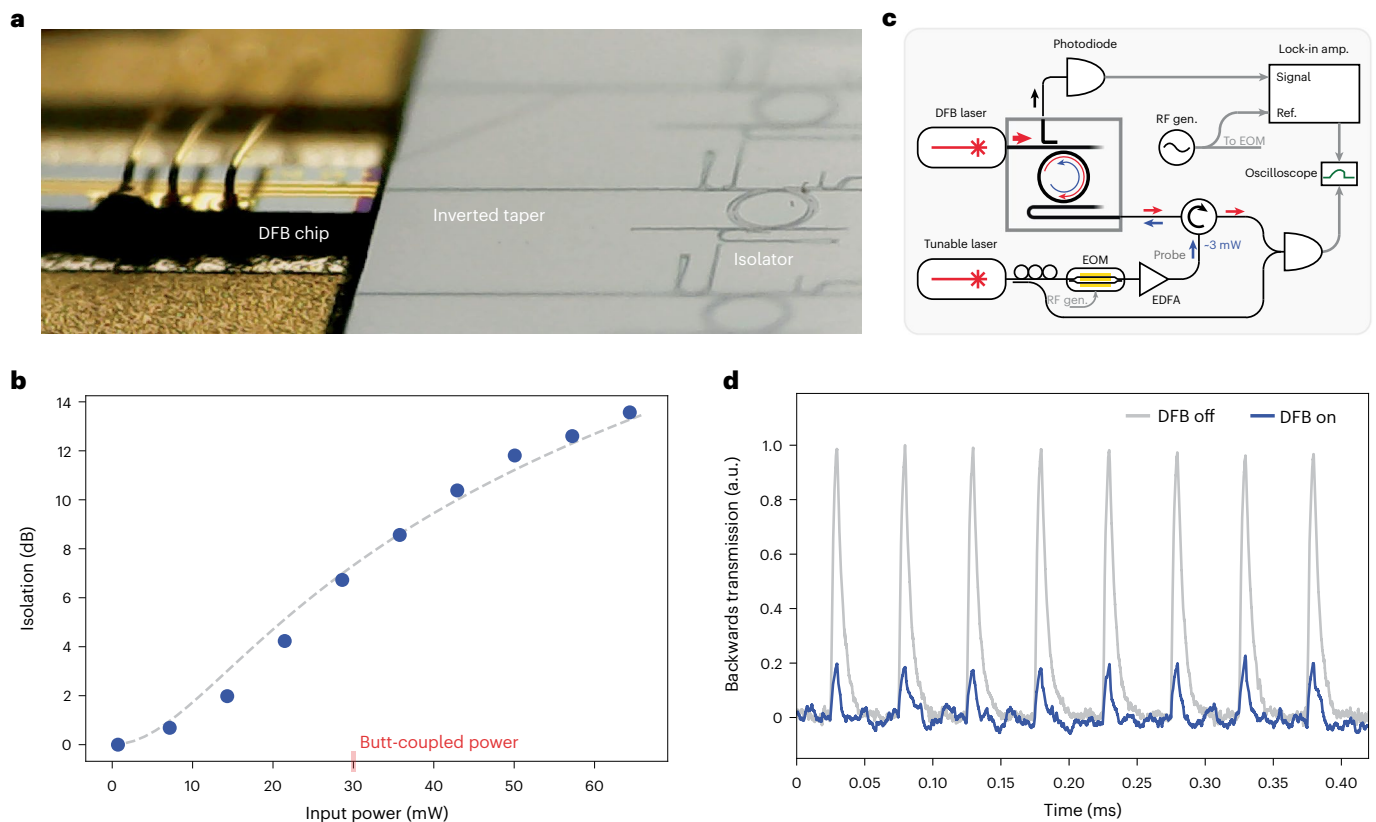 a
DFB chip
Inverted taper
Isolator
c
Photodiode
Lock-in amp.
Signal
Ref.
DFB laser
RF gen.
To EOM
Oscilloscope
Tunable laser
Probe
~3 mW
EOM
RF gen.
EDFA
b
Isolation (dB)
14
12
10
8
6
4
2
0
Butt-coupled power
0 10 20 30 40 50 60
Input power (mW)
d
Backwards transmission (a.u.)
DFB off DFB on
1.0
0.8
0.6
0.4
0.2
0
0 0.05 0.10 0.15 0.20 0.25 0.30 0.35 0.40
Time (ms)